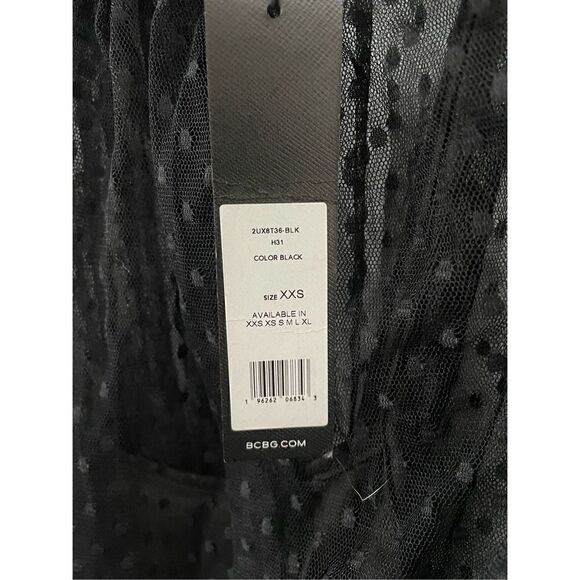 2UX8T36-BLK
H31
COLOR BLACK
SIZE XXS
AVAILABLE IN
XXS XS S M L XL
1 96262 06834 3
BCBG.COM